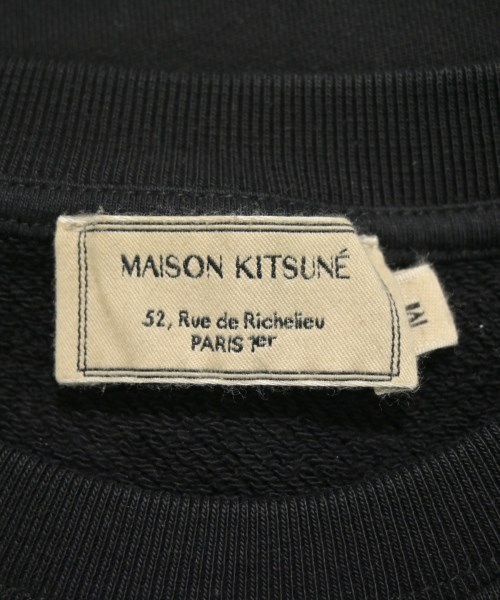 MAISON KITSUNÉ
52, Rue de Richelieu
PARIS 1er